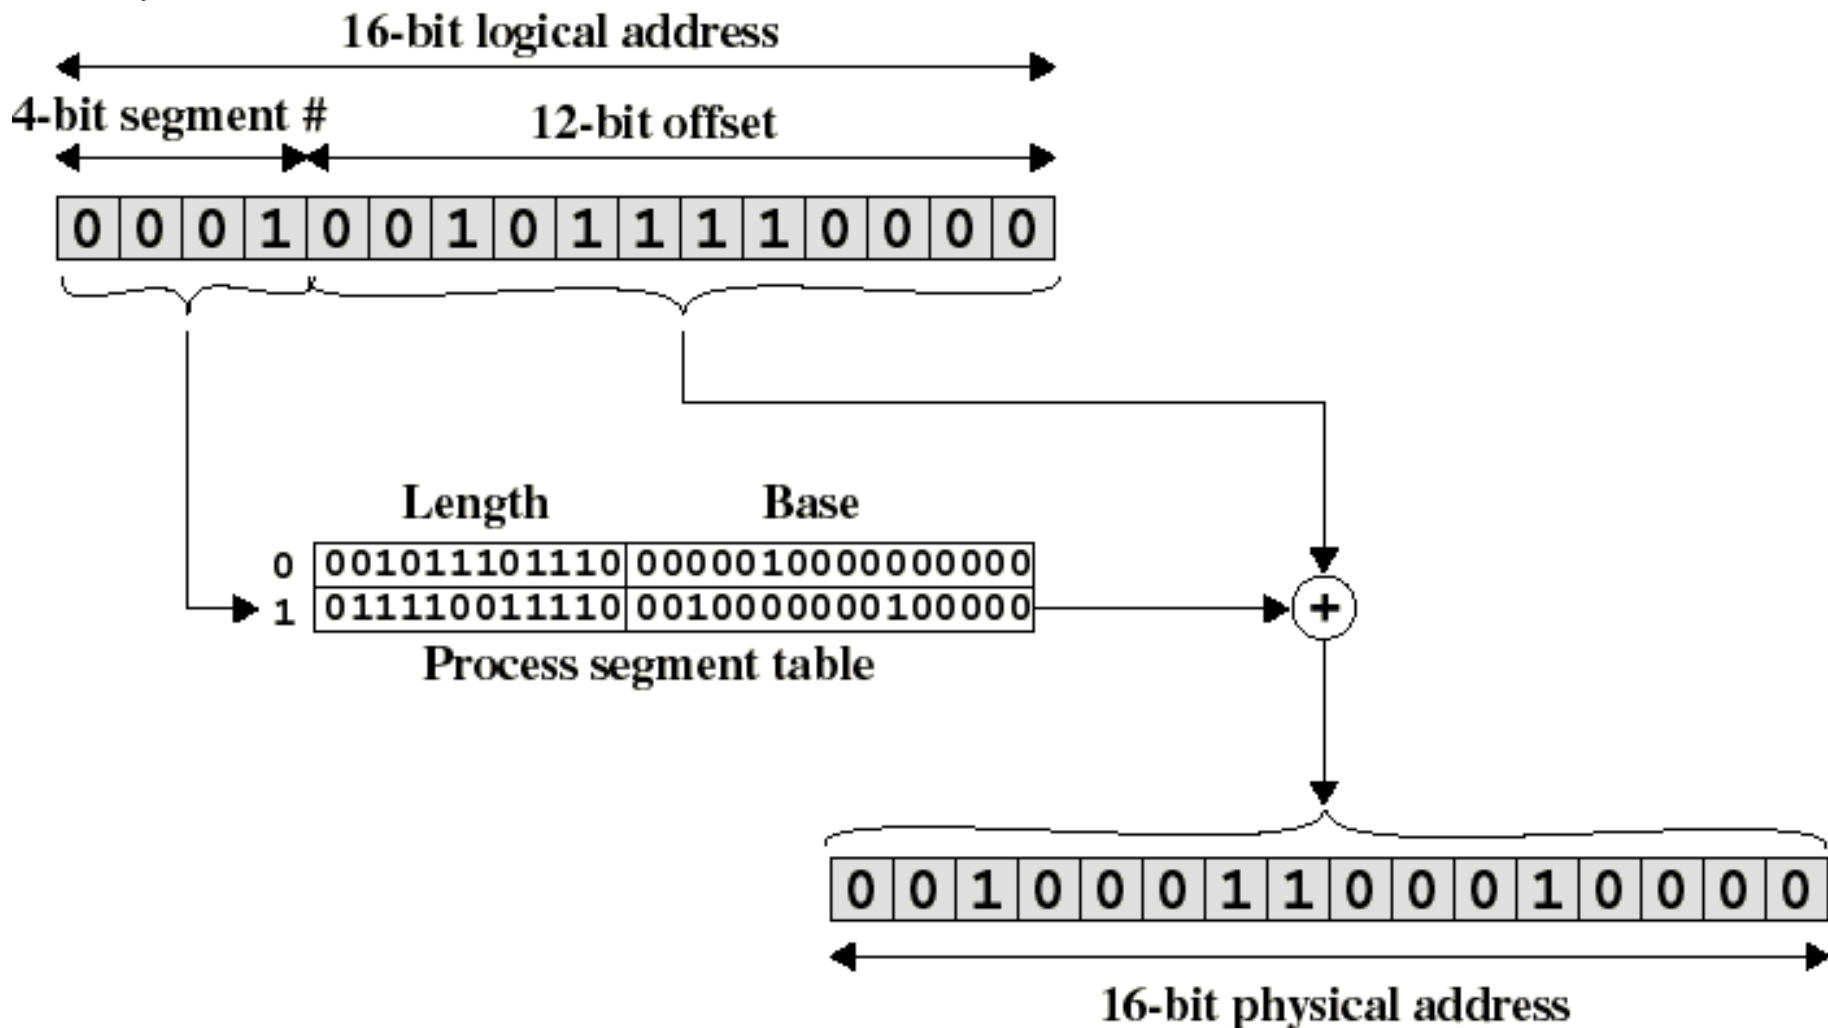 16-bit logical address
4-bit segment #
12-bit offset
0 0 0 1 0 0 1 0 1 1 1 1 0 0 0 0
Length Base
0 001011101110 0000010000000000
1 011110011110 0010000000100000
Process segment table
+
0 0 1 0 0 0 1 1 0 0 0 1 0 0 0 0
16-bit physical address